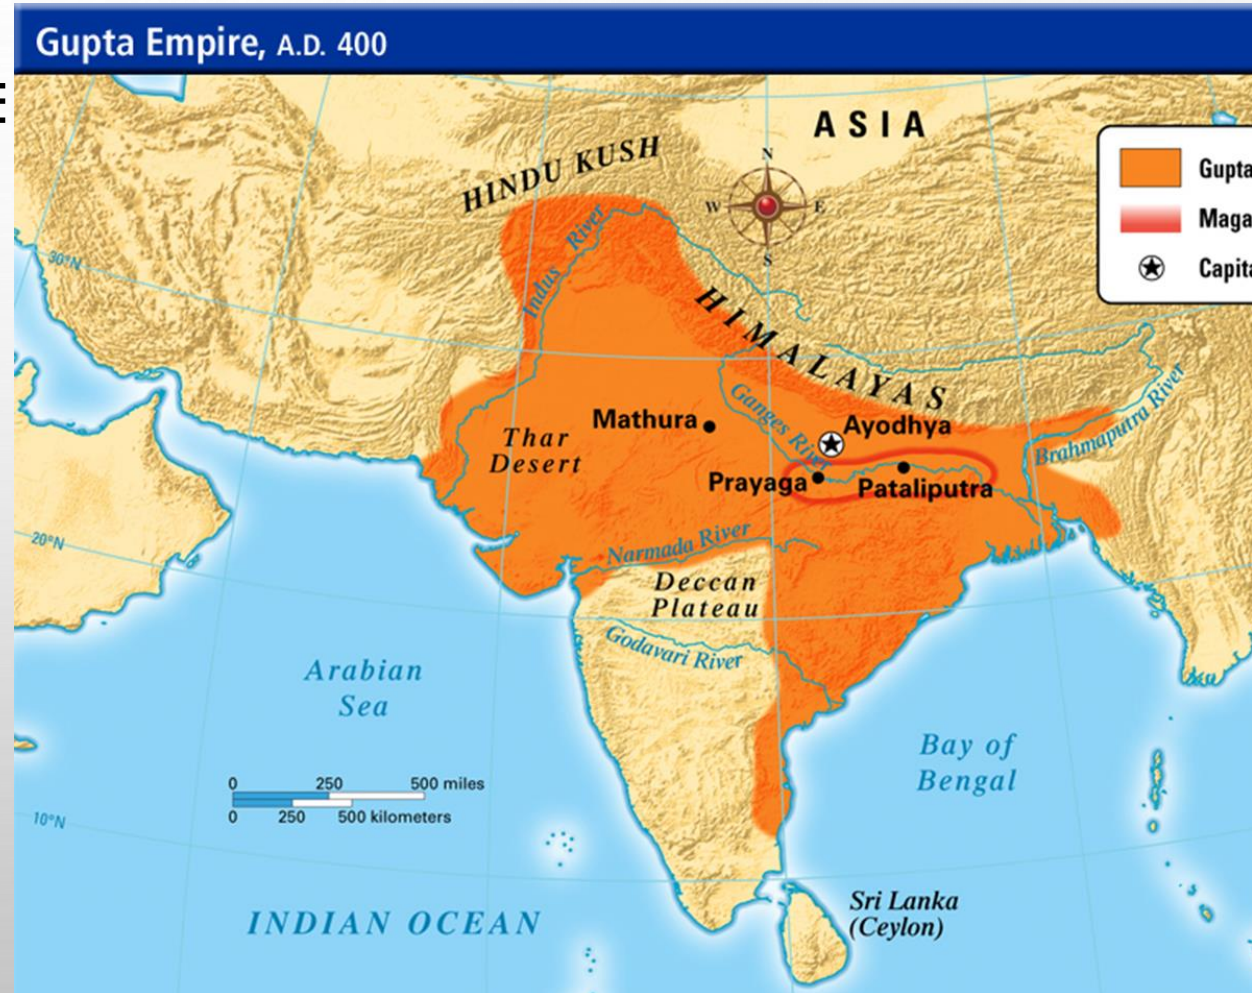 Gupta Empire, A.D. 400
ASIA
HINDU KUSH
N
W
E
S
Gupta
Maga
Capita
30°N
Indus River
HIMALAYAS
Ganges River
Brahmaputra River
Mathura
Ayodhya
Thar
Desert
Prayaga
Pataliputra
20°N
Narmada River
Deccan
Plateau
Godavari River
Arabian
Sea
Bay of
Bengal
0 250 500 miles
0 250 500 kilometers
10°N
Sri Lanka
(Ceylon)
INDIAN OCEAN